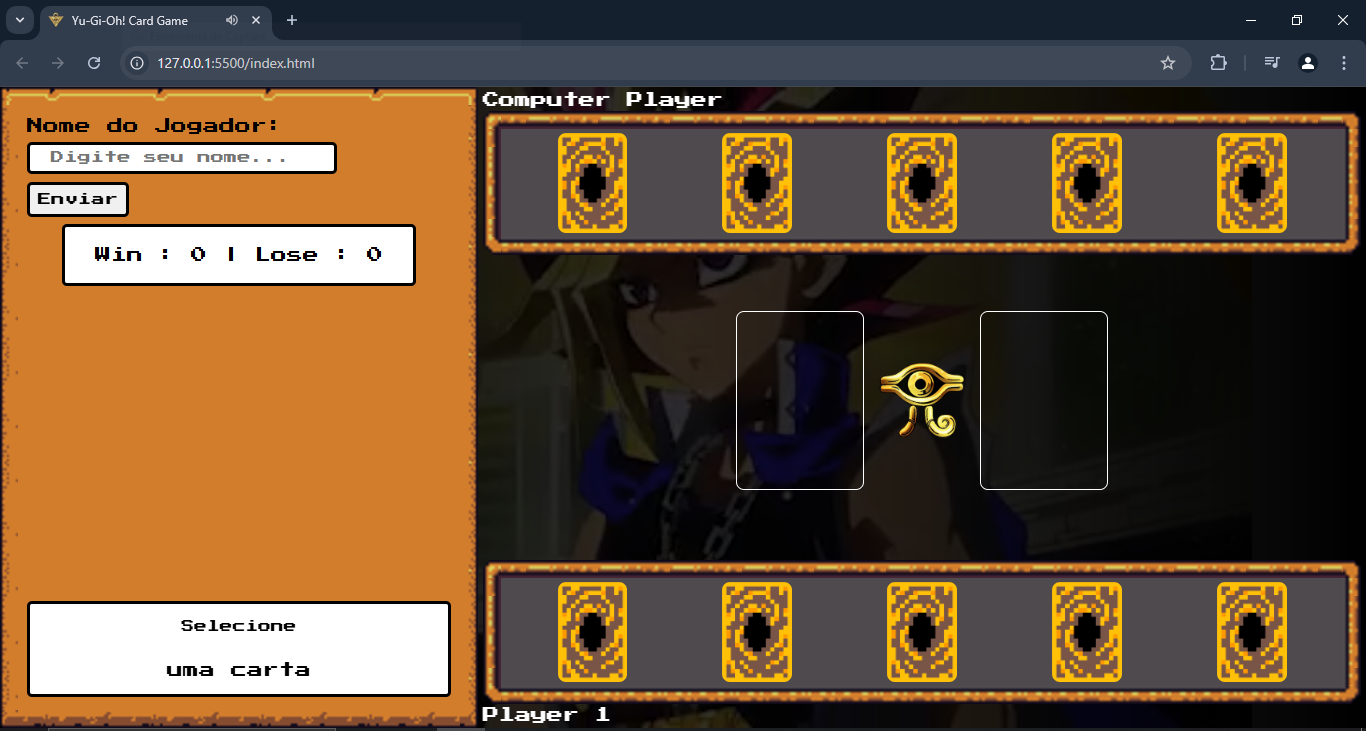 Yu-Gi-Oh! Card Game
127.0.0.1:5500/index.html
Nome do Jogador:
Digite seu nome...
Enviar
Win : 0 | Lose : 0
Selecione
uma carta
Computer Player
Player 1